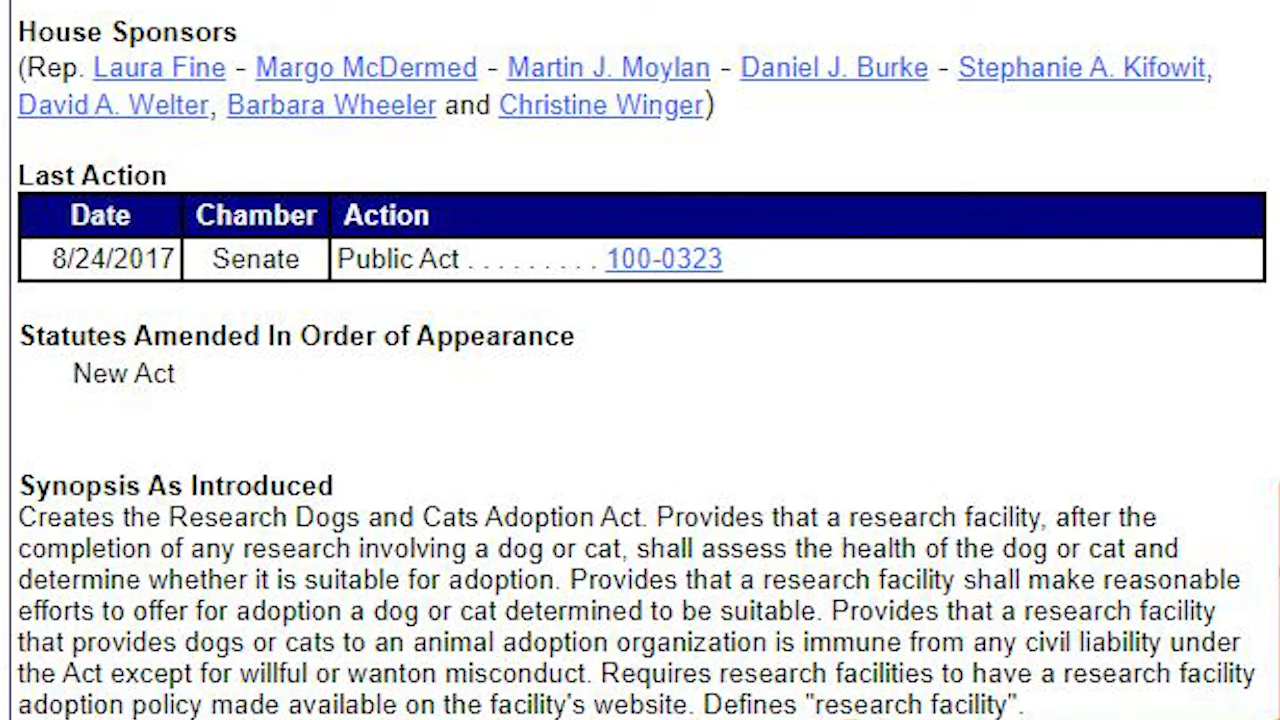 House Sponsors
(Rep. Laura Fine - Margo McDermed - Martin J. Moylan - Daniel J. Burke - Stephanie A. Kifowit,
David A. Welter, Barbara Wheeler and Christine Winger)
Last Action
Date Chamber Action
8/24/2017 Senate Public Act . . . . . . . . . 100-0323
Statutes Amended In Order of Appearance
New Act
Synopsis As Introduced
Creates the Research Dogs and Cats Adoption Act. Provides that a research facility, after the
completion of any research involving a dog or cat, shall assess the health of the dog or cat and
determine whether it is suitable for adoption. Provides that a research facility shall make reasonable
efforts to offer for adoption a dog or cat determined to be suitable. Provides that a research facility
that provides dogs or cats to an animal adoption organization is immune from any civil liability under
the Act except for willful or wanton misconduct. Requires research facilities to have a research facility
adoption policy made available on the facility's website. Defines "research facility".